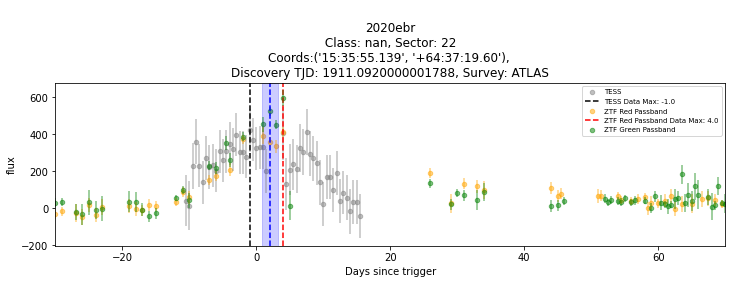 2020ebr
Class: nan, Sector: 22
Coords:('15:35:55.139', '+64:37:19.60'),
Discovery TJD: 1911.0920000001788, Survey: ATLAS
TESS
TESS Data Max: -1.0
ZTF Red Passband
ZTF Red Passband Data Max: 4.0
ZTF Green Passband
600
400
200
0
−200
flux
−20
0
20
40
60
Days since trigger